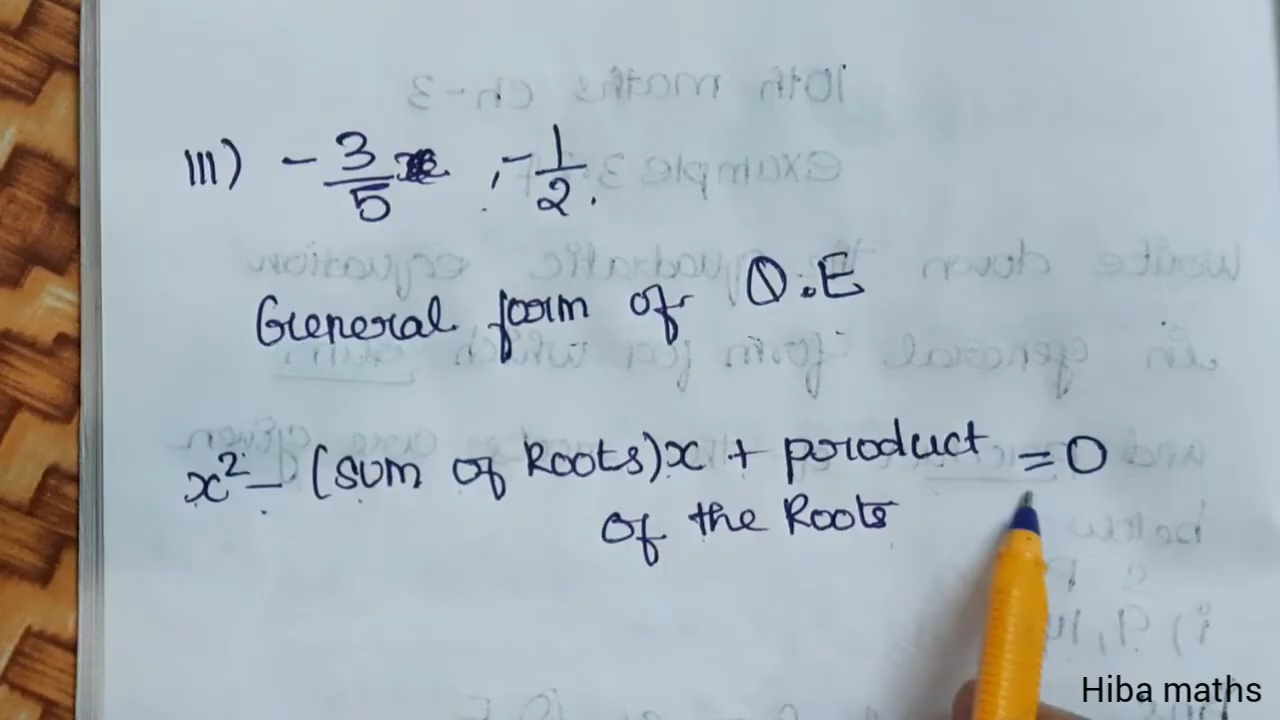 III) - 3/5 , - 1/2.
General form of Q.E
x² - (sum of Roots)x + product = 0
of the Roots
Hiba maths